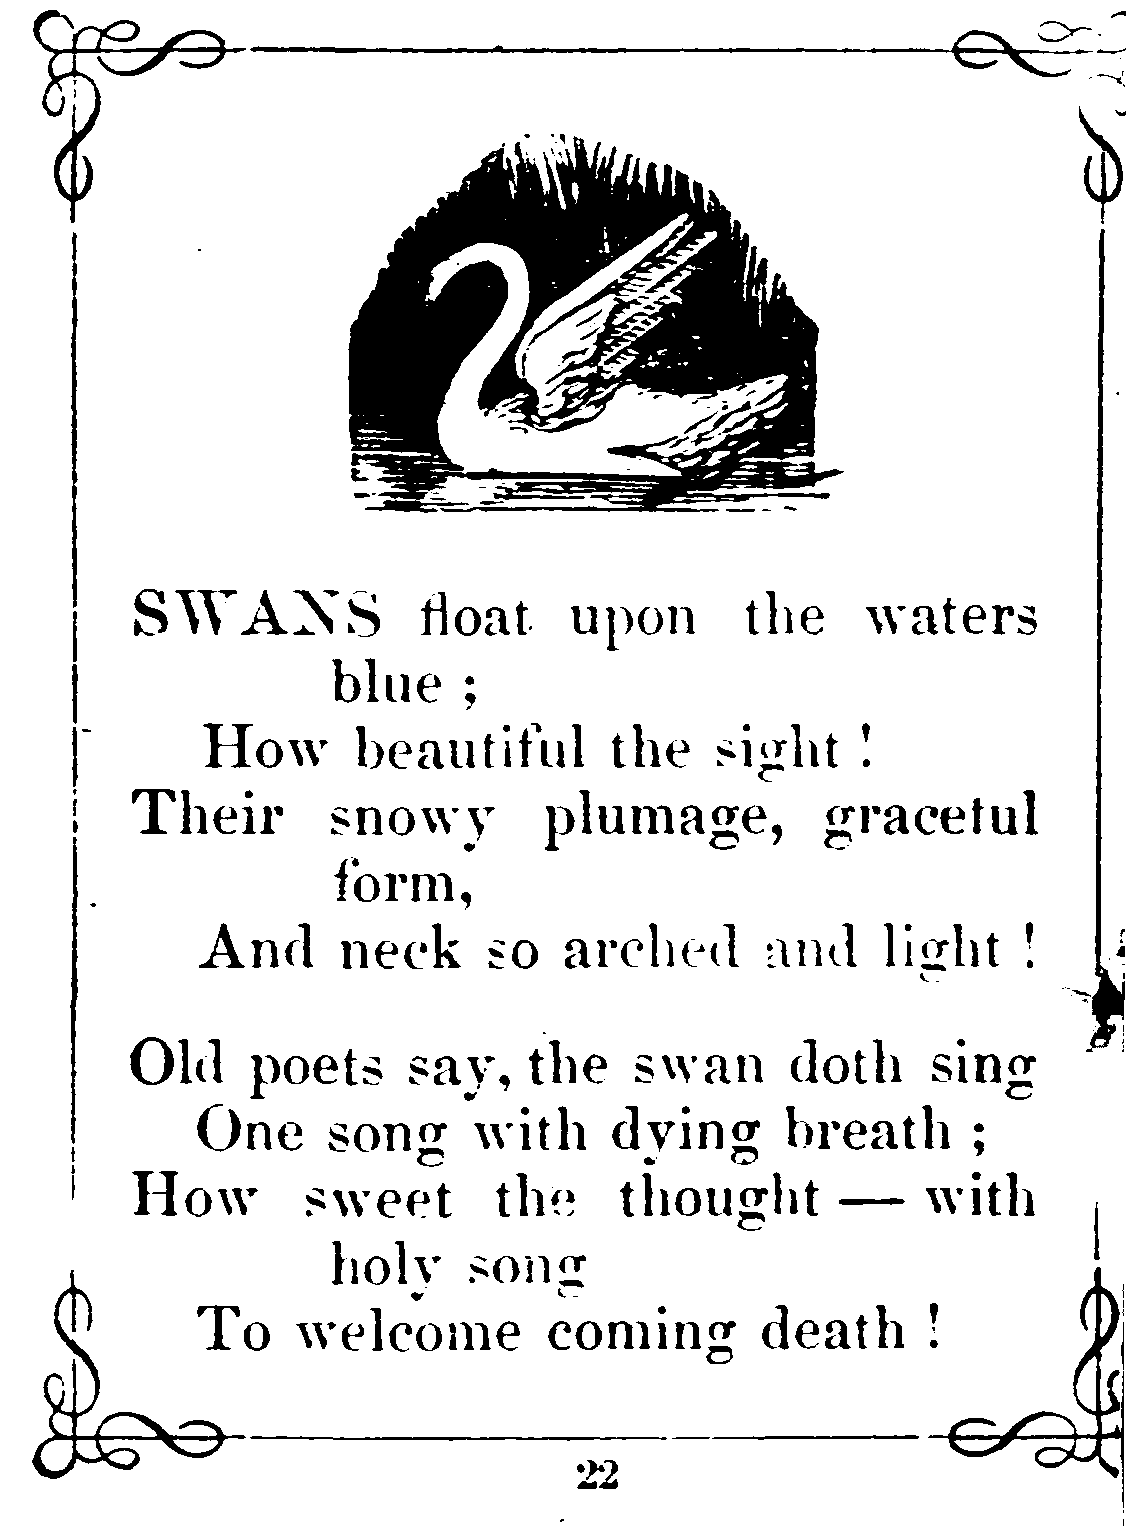 SWANS float upon the waters
blue ;
How beautiful the sight !
Their snowy plumage, graceful
form,
And neck so arched and light !
Old poets say, the swan doth sing
One song with dying breath ;
How sweet the thought — with
holy song
To welcome coming death !
22